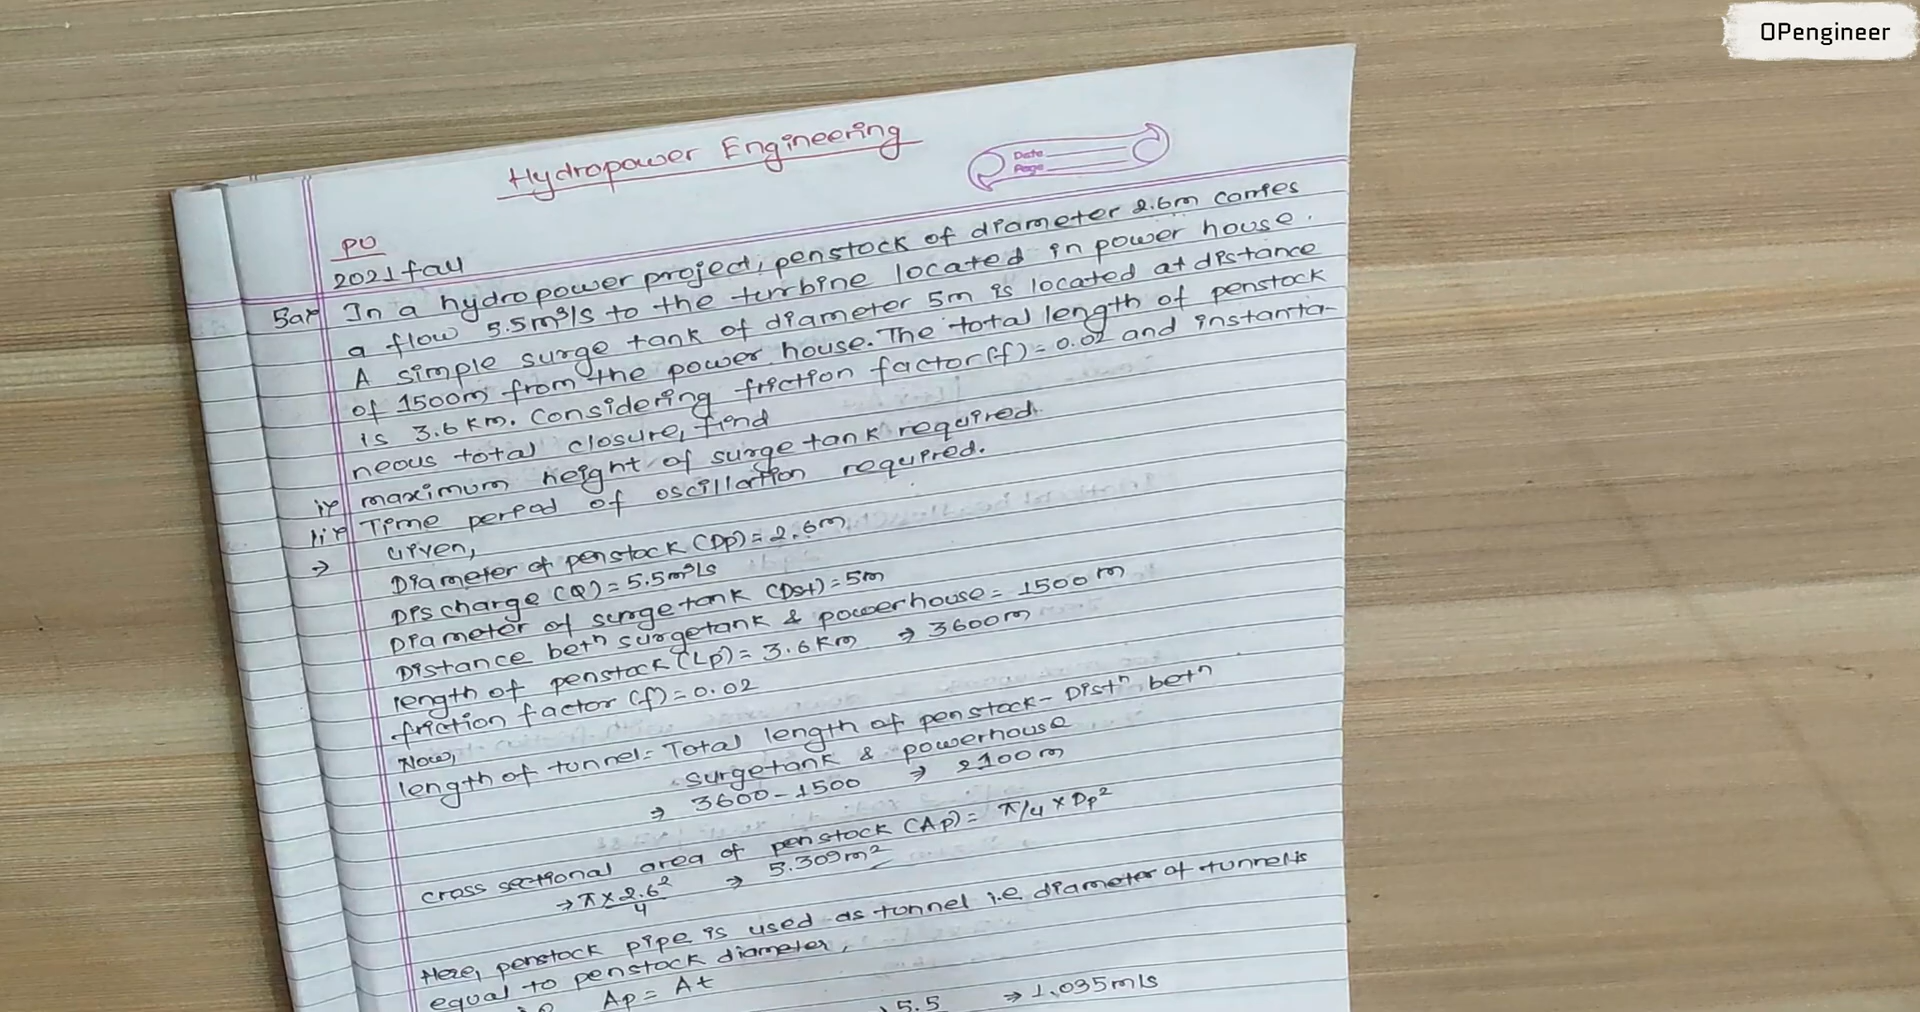 OPengineer
Hydropower Engineering
Date
Page
PU
2021 fall
5a) In a hydropower project, penstock of diameter 2.6m carries
a flow 5.5m³/s to the turbine located in power house.
A simple surge tank of diameter 5m is located at distance
of 1500m from the power house. The total length of penstock
is 3.6 km. Considering friction factor (f) = 0.02 and instanta-
neous total closure, find
i) maximum height of surge tank required.
ii) Time period of oscillation required.
→ Given,
Diameter of penstock (Dp) = 2.6m
Discharge (Q) = 5.5m³/s
Diameter of surge tank (Dst) = 5m
Distance betⁿ surgetank & powerhouse = 1500m
length of penstock (Lp) = 3.6 km → 3600m
friction factor (f) = 0.02
Now,
length of tunnel = Total length of penstock - Distⁿ betⁿ
surgetank & powerhouse
→ 3600 - 1500 → 2100m
cross sectional area of penstock (Ap) = π/4 × Dp²
→ π × 2.6²/4 → 5.309m²
Here, penstock pipe is used as tunnel i.e. diameter of tunnel is
equal to penstock diameter,
Ap = At
5.5 → 1.035m/s